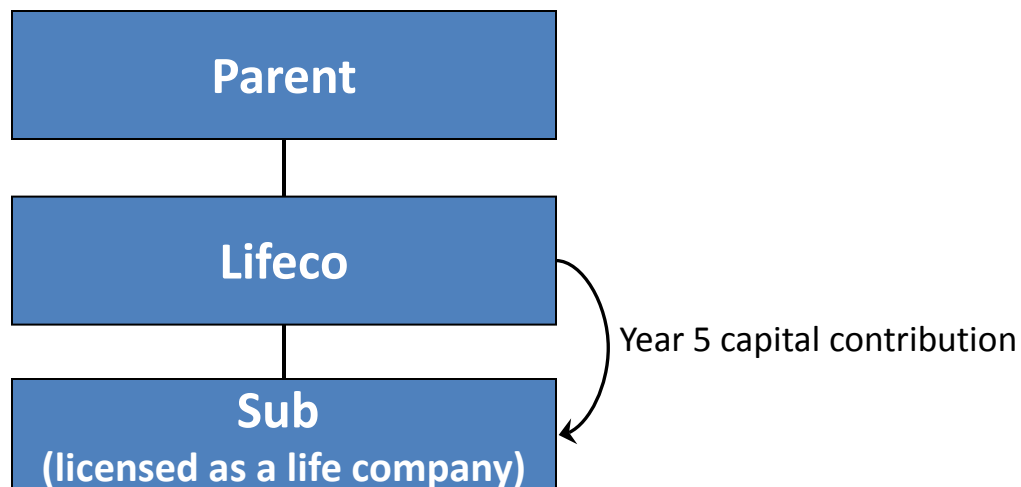 Parent
Lifeco
Year 5 capital contribution
Sub
(licensed as a life company)